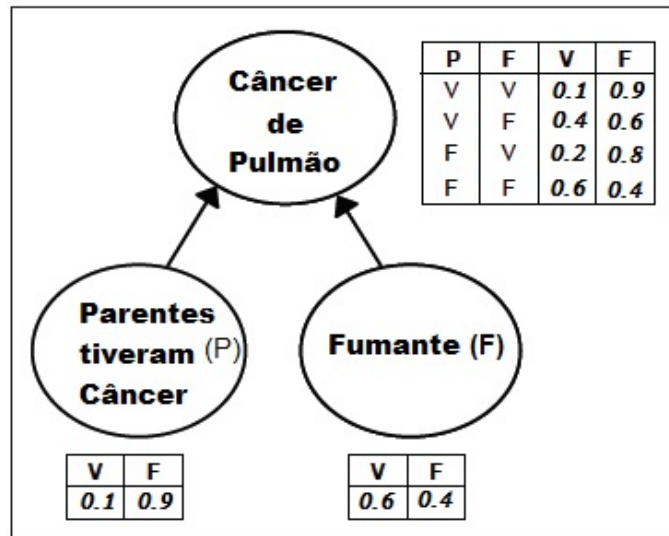 Câncer
de
Pulmão
P F V F
V V 0.1 0.9
V F 0.4 0.6
F V 0.2 0.8
F F 0.6 0.4
Parentes
tiveram (P)
Câncer
Fumante (F)
V F
0.1 0.9
V F
0.6 0.4